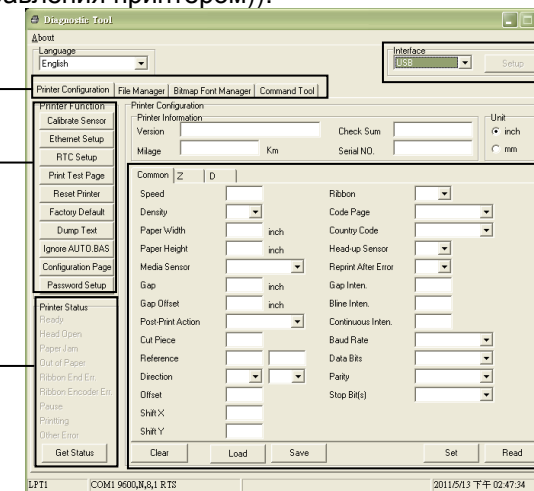 авления принтером)).
Diagnostic Tool
About
Language
English
Interface
USB
Setup
Printer Configuration File Manager Bitmap Font Manager Command Tool
Printer Function
Calibrate Sensor
Ethernet Setup
RTC Setup
Print Test Page
Reset Printer
Factory Default
Dump Text
Ignore AUTO.BAS
Configuration Page
Password Setup
Printer Status
Ready
Head Open
Paper Jam
Out of Paper
Ribbon End Err.
Ribbon Encoder Err.
Pause
Printting
Other Error
Get Status
Printer Configuration
Printer Information
Version Check Sum
Milage Km Serial NO.
Unit
inch
mm
Common Z D
Speed Ribbon
Density Code Page
Paper Width inch Country Code
Paper Height inch Head-up Sensor
Media Sensor Reprint After Error
Gap inch Gap Inten.
Gap Offset inch Bline Inten.
Post-Print Action Continuous Inten.
Cut Piece Baud Rate
Reference Data Bits
Direction Parity
Offset Stop Bit(s)
Shift X
Shift Y
Clear Load Save Set Read
LPT1 COM1 9600,N,8,1 RTS 2011/5/13 下午 02:47:34